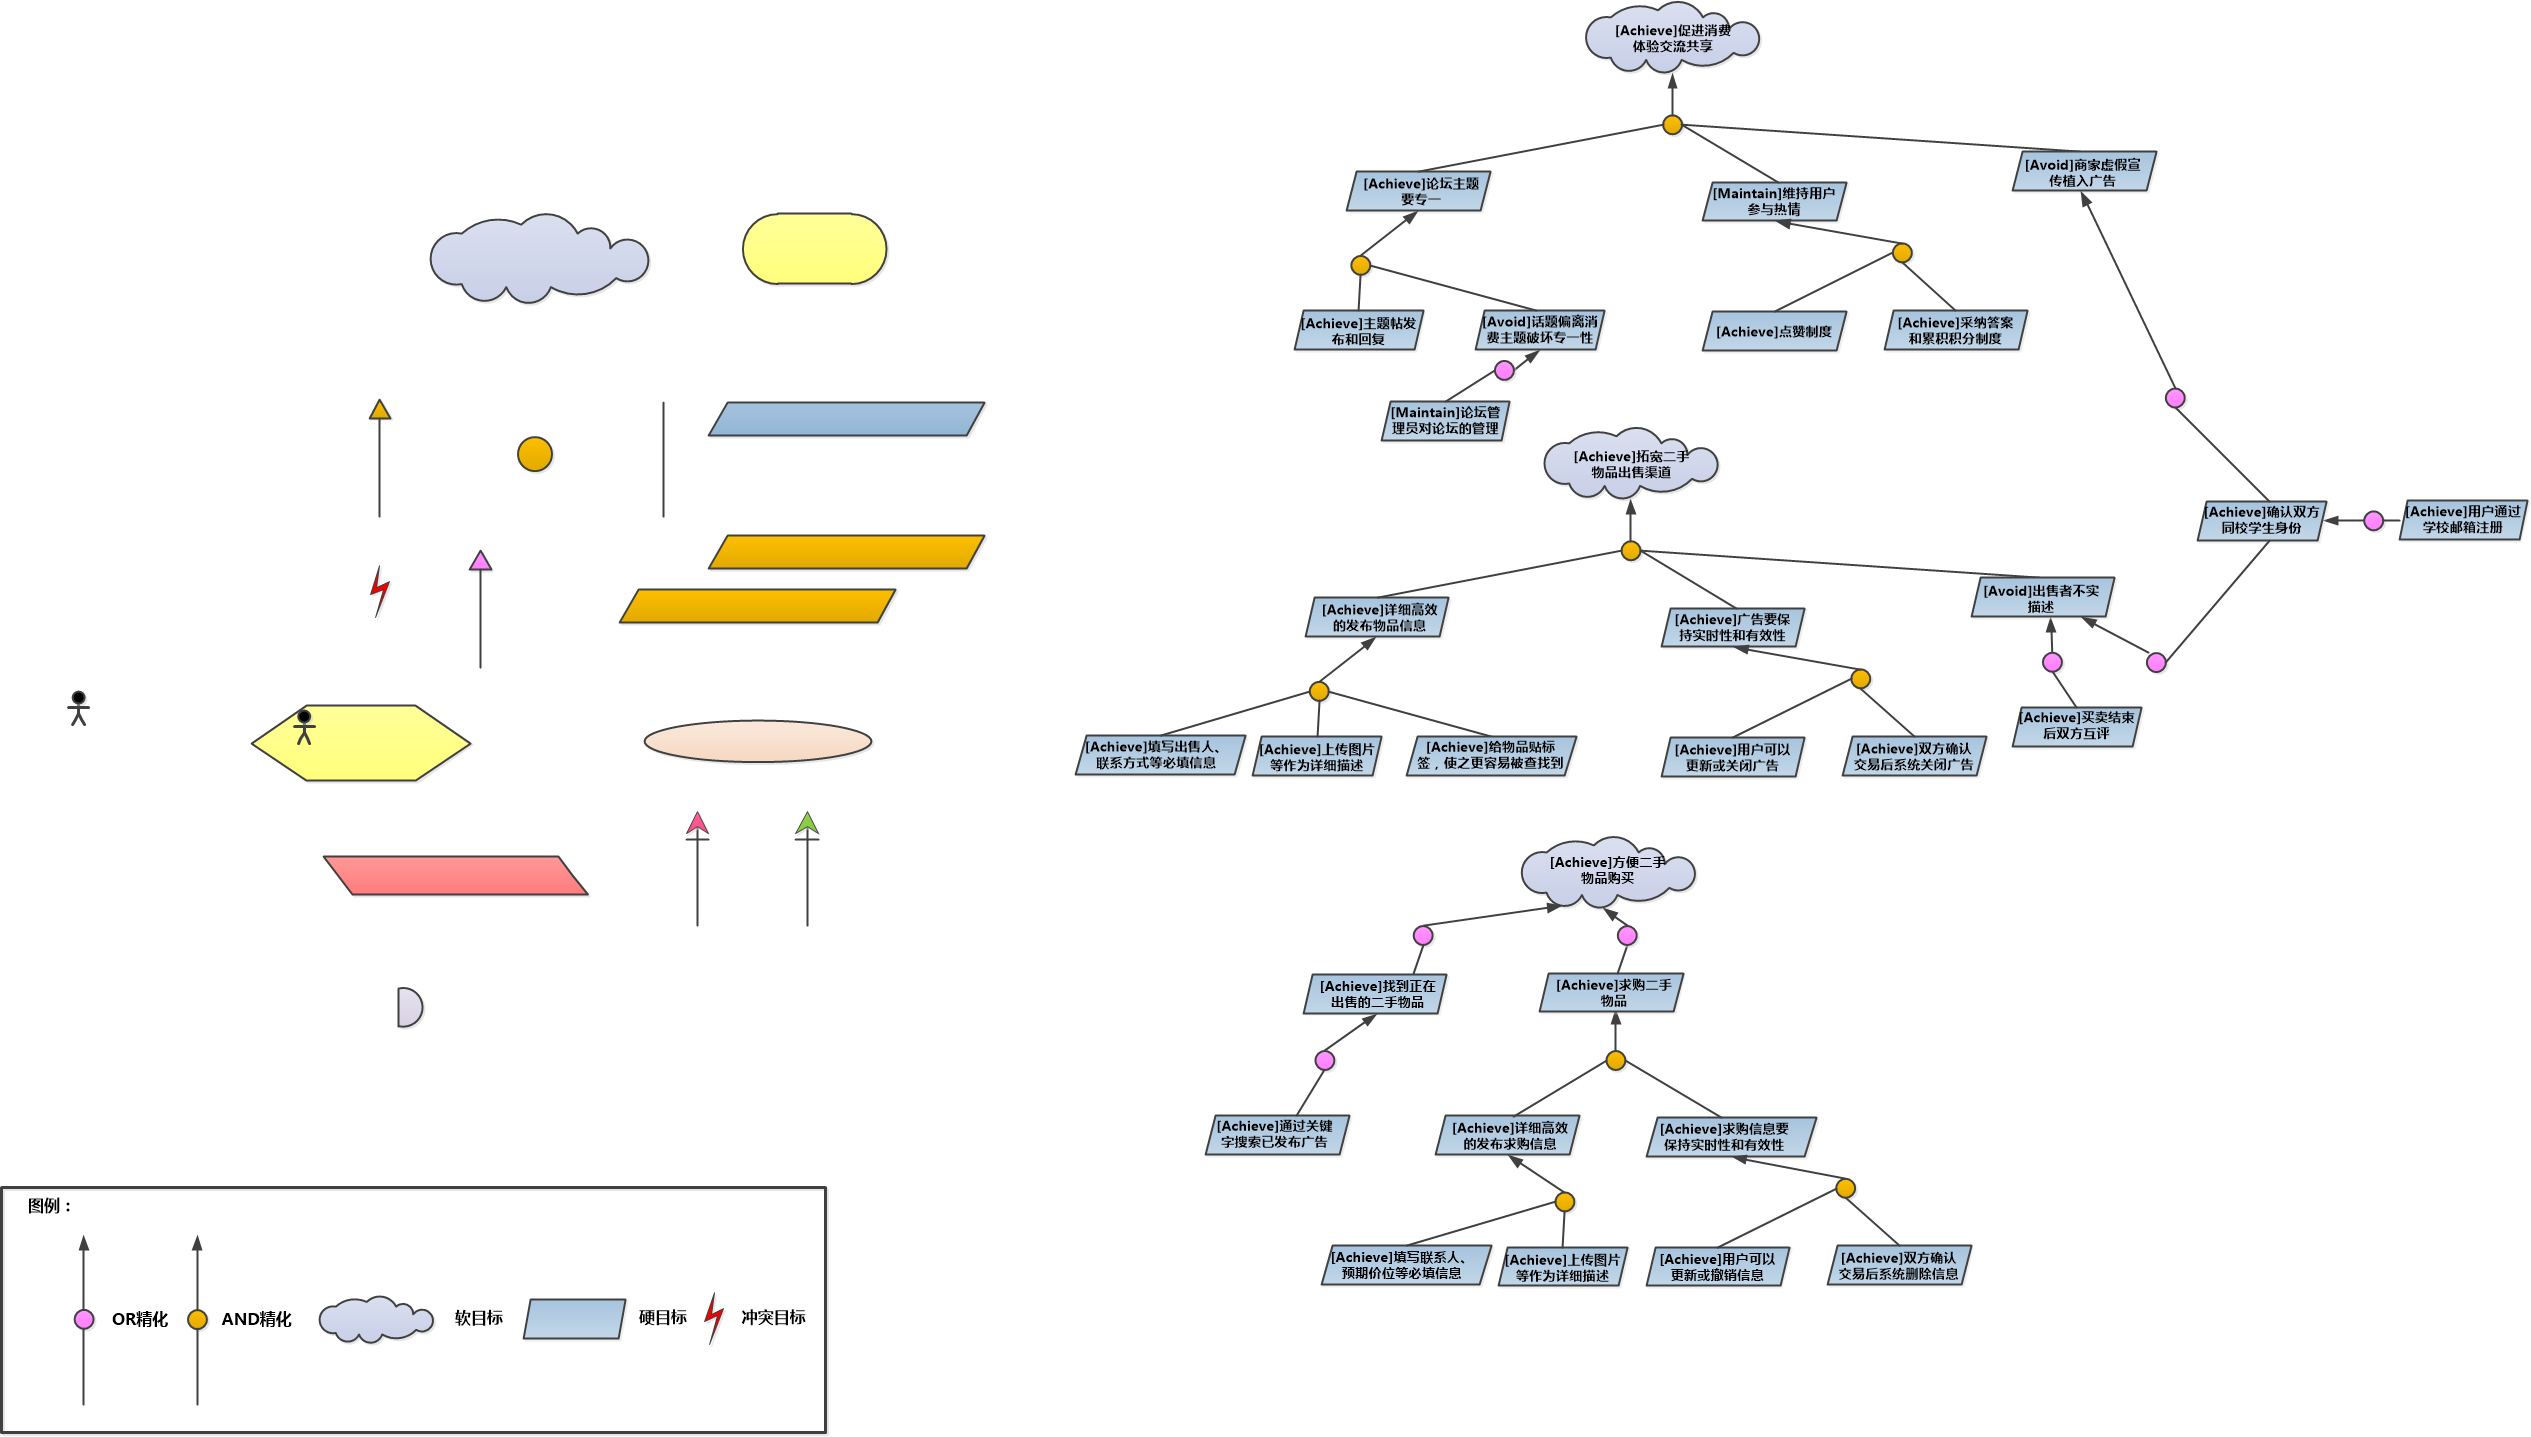 [Achieve]促进消费
体验交流共享
[Achieve]论坛主题
要专一
[Maintain]维持用户
参与热情
[Avoid]商家虚假宣
传植入广告
[Achieve]主题帖发
布和回复
[Avoid]话题偏离消
费主题破坏专一性
[Achieve]点赞制度
[Achieve]采纳答案
和累积积分制度
[Maintain]论坛管
理员对论坛的管理
[Achieve]拓宽二手
物品出售渠道
[Achieve]确认双方
同校学生身份
[Achieve]用户通过
学校邮箱注册
[Achieve]详细高效
的发布物品信息
[Achieve]广告要保
持实时性和有效性
[Avoid]出售者不实
描述
[Achieve]填写出售人、
联系方式等必填信息
[Achieve]上传图片
等作为详细描述
[Achieve]给物品贴标
签，使之更容易被查找到
[Achieve]用户可以
更新或关闭广告
[Achieve]双方确认
交易后系统关闭广告
[Achieve]买卖结束
后双方互评
[Achieve]方便二手
物品购买
[Achieve]找到正在
出售的二手物品
[Achieve]求购二手
物品
[Achieve]通过关键
字搜索已发布广告
[Achieve]详细高效
的发布求购信息
[Achieve]求购信息要
保持实时性和有效性
[Achieve]填写联系人、
预期价位等必填信息
[Achieve]上传图片
等作为详细描述
[Achieve]用户可以
更新或撤销信息
[Achieve]双方确认
交易后系统删除信息
图例：
OR精化
AND精化
软目标
硬目标
冲突目标